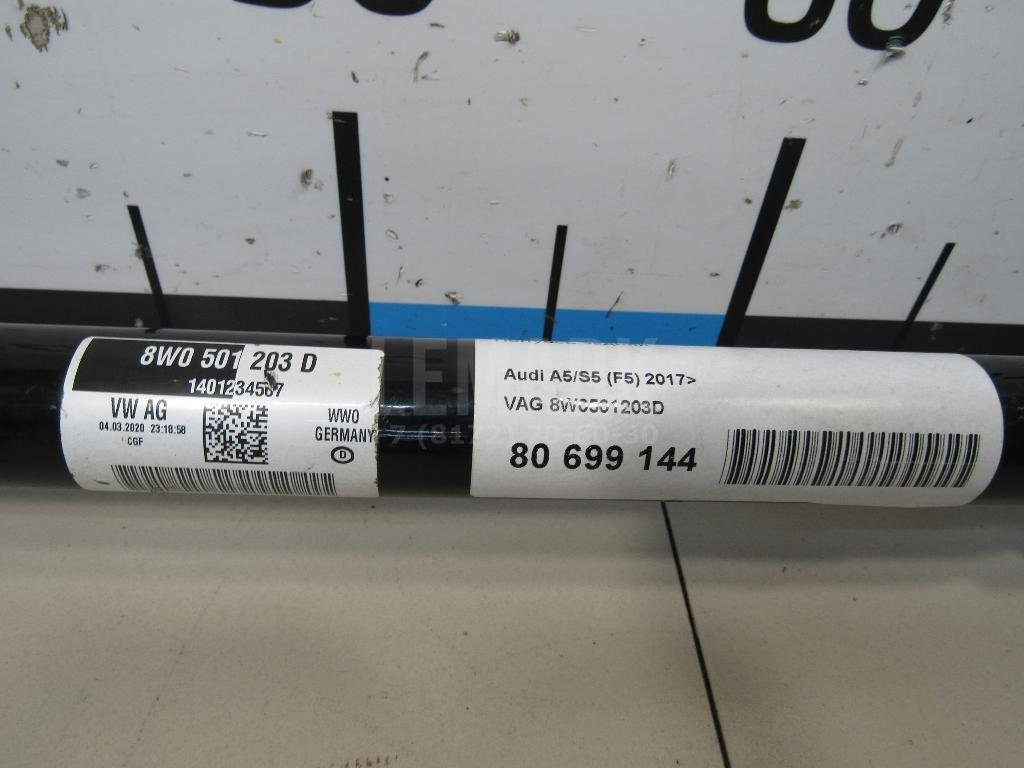 8W0 501 203 D
1401234567
VW AG
04.03.2020 23:18:58
CGF
WW0
GERMANY
D
Audi A5/S5 (F5) 2017>
VAG 8W0501203D
80 699 144